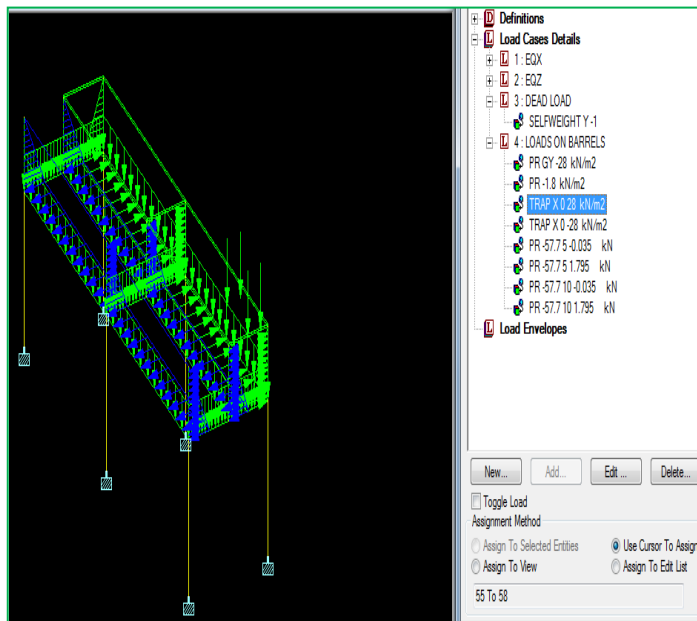 D Definitions
L Load Cases Details
L 1 : EQX
L 2 : EQZ
L 3 : DEAD LOAD
SELFWEIGHT Y -1
L 4 : LOADS ON BARRELS
PR GY -28 kN/m2
PR -1.8 kN/m2
TRAP X 0 28 kN/m2
TRAP X 0 -28 kN/m2
PR -57.7 5 -0.035 kN
PR -57.7 5 1.795 kN
PR -57.7 10 -0.035 kN
PR -57.7 10 1.795 kN
L Load Envelopes
New... Add... Edit ... Delete...
Toggle Load
Assignment Method
Assign To Selected Entities Use Cursor To Assign
Assign To View Assign To Edit List
55 To 58